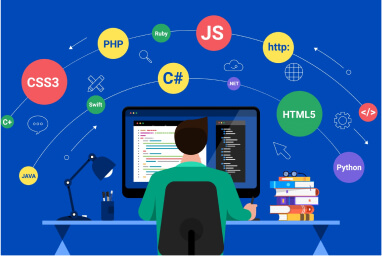 Ruby
JS
PHP
http:
CSS3
C#
.NET
Swift
HTML5
</>
C+
Python
JAVA